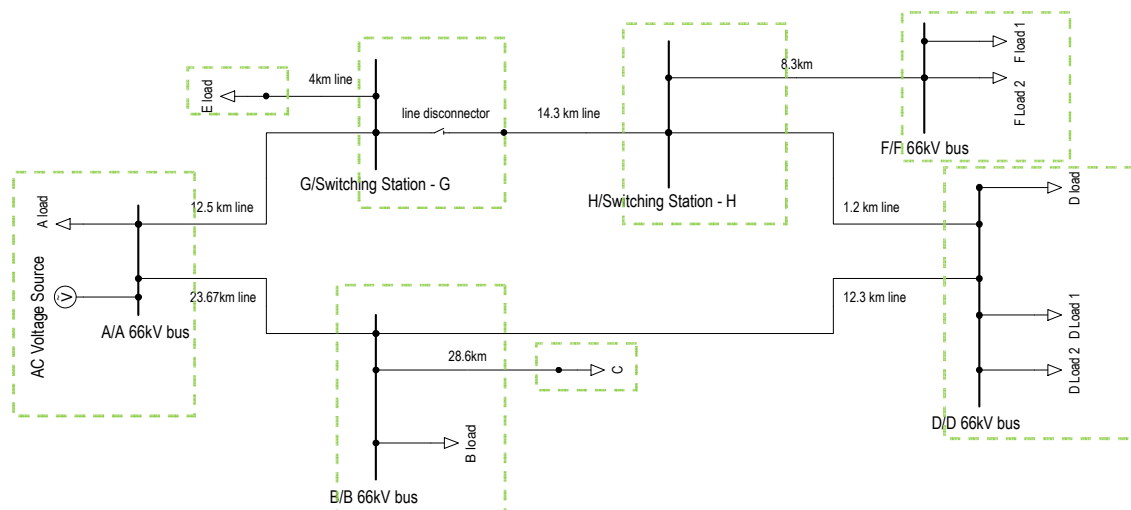 F load 1
F Load 2
8.3km
E load
4km line
line disconnector
14.3 km line
F/F 66kV bus
G/Switching Station - G
H/Switching Station - H
D load
A load
12.5 km line
1.2 km line
AC Voltage Source
V
23.67km line
12.3 km line
A/A 66kV bus
D Load 1
28.6km
C
D Load 2
D/D 66kV bus
B load
B/B 66kV bus